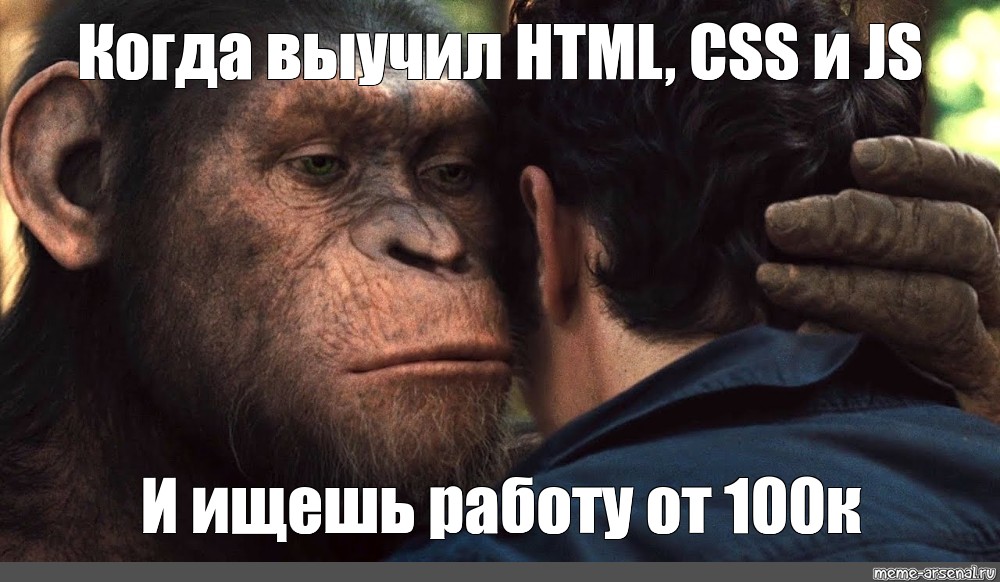 Когда выучил HTML, CSS и JS
И ищешь работу от 100к
meme-arsenal.ru